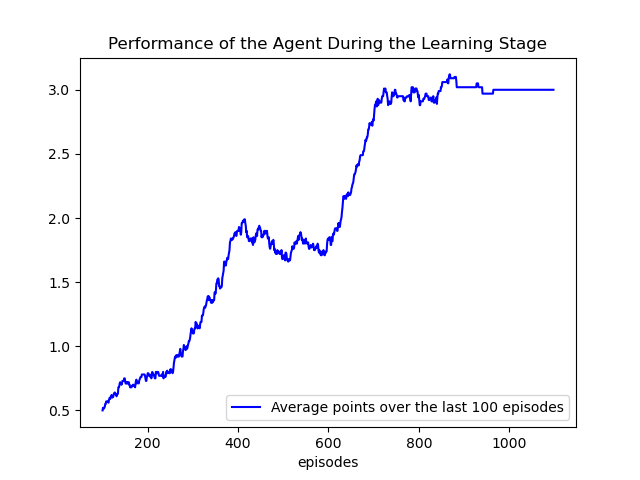 Performance of the Agent During the Learning Stage
3.0
2.5
2.0
1.5
1.0
0.5
Average points over the last 100 episodes
200 400 600 800 1000
episodes